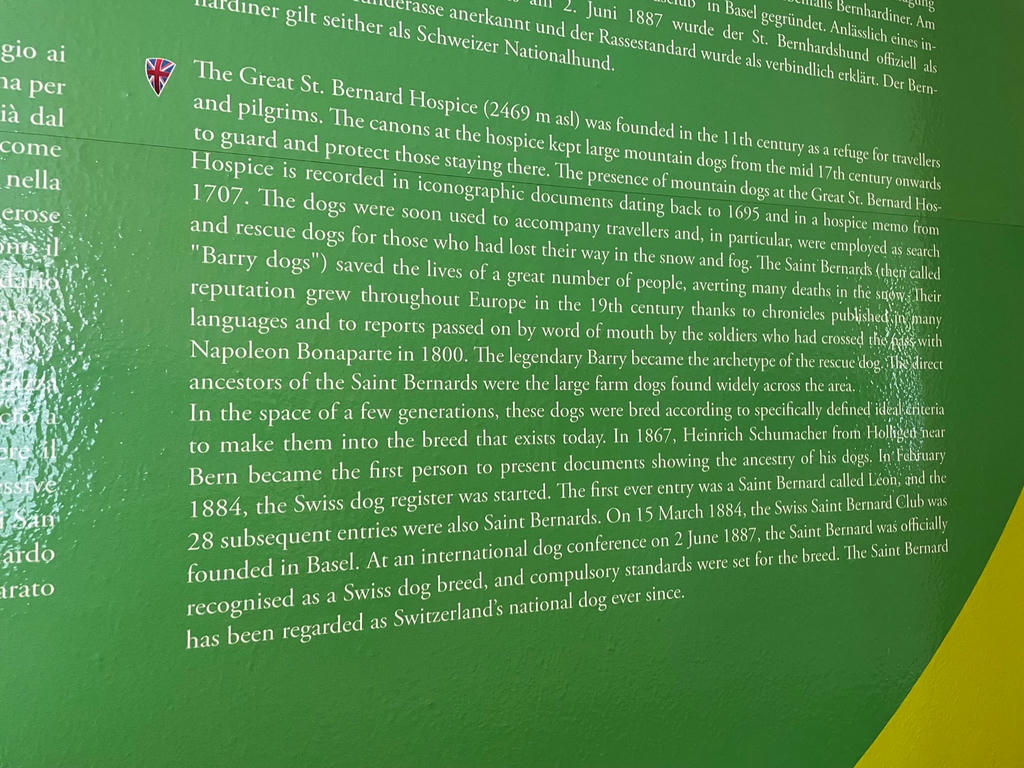 gio ai
na per
ià dal
come
nella
erose
ono il
dario
grossi
razza
ciò a
ere il
essive
l San
ardo
arato
in Basel gegründet. Anlässlich eines in-
am 2. Juni 1887 wurde der St. Bernhardshund offiziell als
anerkannt und der Rassestandard wurde als verbindlich erklärt. Der Bern-
hardiner gilt seither als Schweizer Nationalhund.
The Great St. Bernard Hospice (2469 m asl) was founded in the 11th century as a refuge for travellers
and pilgrims. The canons at the hospice kept large mountain dogs from the mid 17th century onwards
to guard and protect those staying there. The presence of mountain dogs at the Great St. Bernard Hos-
Hospice is recorded in iconographic documents dating back to 1695 and in a hospice memo from
1707. The dogs were soon used to accompany travellers and, in particular, were employed as search
and rescue dogs for those who had lost their way in the snow and fog. The Saint Bernards (then called
"Barry dogs") saved the lives of a great number of people, averting many deaths in the snow. Their
reputation grew throughout Europe in the 19th century thanks to chronicles published in many
languages and to reports passed on by word of mouth by the soldiers who had crossed the pass with
Napoleon Bonaparte in 1800. The legendary Barry became the archetype of the rescue dog. The direct
ancestors of the Saint Bernards were the large farm dogs found widely across the area.
In the space of a few generations, these dogs were bred according to specifically defined ideal criteria
to make them into the breed that exists today. In 1867, Heinrich Schumacher from Holligen near
Bern became the first person to present documents showing the ancestry of his dogs. In February
1884, the Swiss dog register was started. The first ever entry was a Saint Bernard called Léon, and the
28 subsequent entries were also Saint Bernards. On 15 March 1884, the Swiss Saint Bernard Club was
founded in Basel. At an international dog conference on 2 June 1887, the Saint Bernard was officially
recognised as a Swiss dog breed, and compulsory standards were set for the breed. The Saint Bernard
has been regarded as Switzerland's national dog ever since.